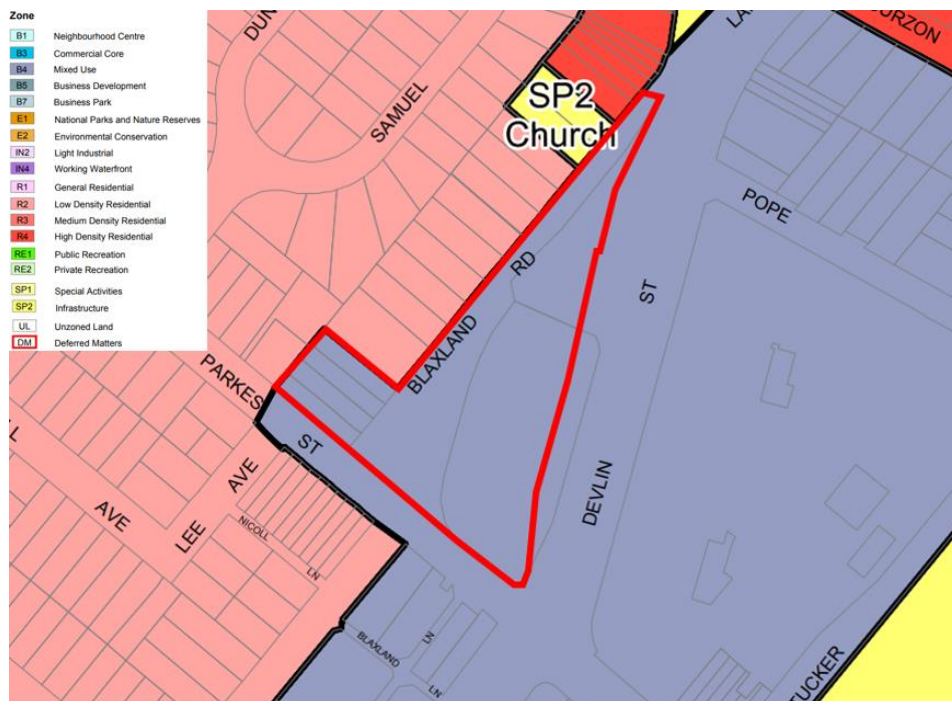 Zone
B1 Neighbourhood Centre
B3 Commercial Core
B4 Mixed Use
B5 Business Development
B7 Business Park
E1 National Parks and Nature Reserves
E2 Environmental Conservation
IN2 Light Industrial
IN4 Working Waterfront
R1 General Residential
R2 Low Density Residential
R3 Medium Density Residential
R4 High Density Residential
RE1 Public Recreation
RE2 Private Recreation
SP1 Special Activities
SP2 Infrastructure
UL Unzoned Land
DM Deferred Matters
DUN
SAMUEL
SP2
Church
LA
CURZON
POPE
ST
BLAXLAND RD
PARKES ST
LEE AVE
AVE
NICOLL LN
DEVLIN
BLAXLAND LN
LN
TUCKER